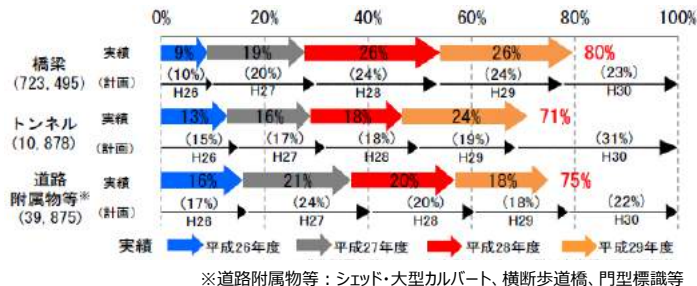 0% 20% 40% 60% 80% 100%
橋梁 実績 9% 19% 26% 26% 80%
(723,495) (計画) (10%) (20%) (24%) (24%) (23%)
H26 H27 H28 H29 H30
トンネル 実績 13% 16% 18% 24% 71%
(10,878) (計画) (15%) (17%) (18%) (19%) (31%)
H26 H27 H28 H29 H30
道路
附属物等※ 実績 16% 21% 20% 18% 75%
(39,875) (計画) (17%) (24%) (20%) (18%) (22%)
H26 H27 H28 H29 H30
実績 平成26年度 平成27年度 平成28年度 平成29年度
※道路附属物等：シェッド・大型カルバート、横断歩道橋、門型標識等